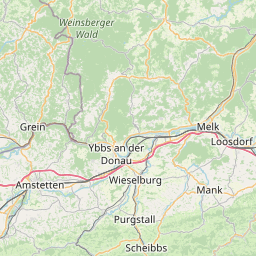 Weinsberger
Wald
Grein
Melk
Ybbs an der
Donau
Loosdorf
Wieselburg
Amstetten
Mank
Purgstall
Scheibbs